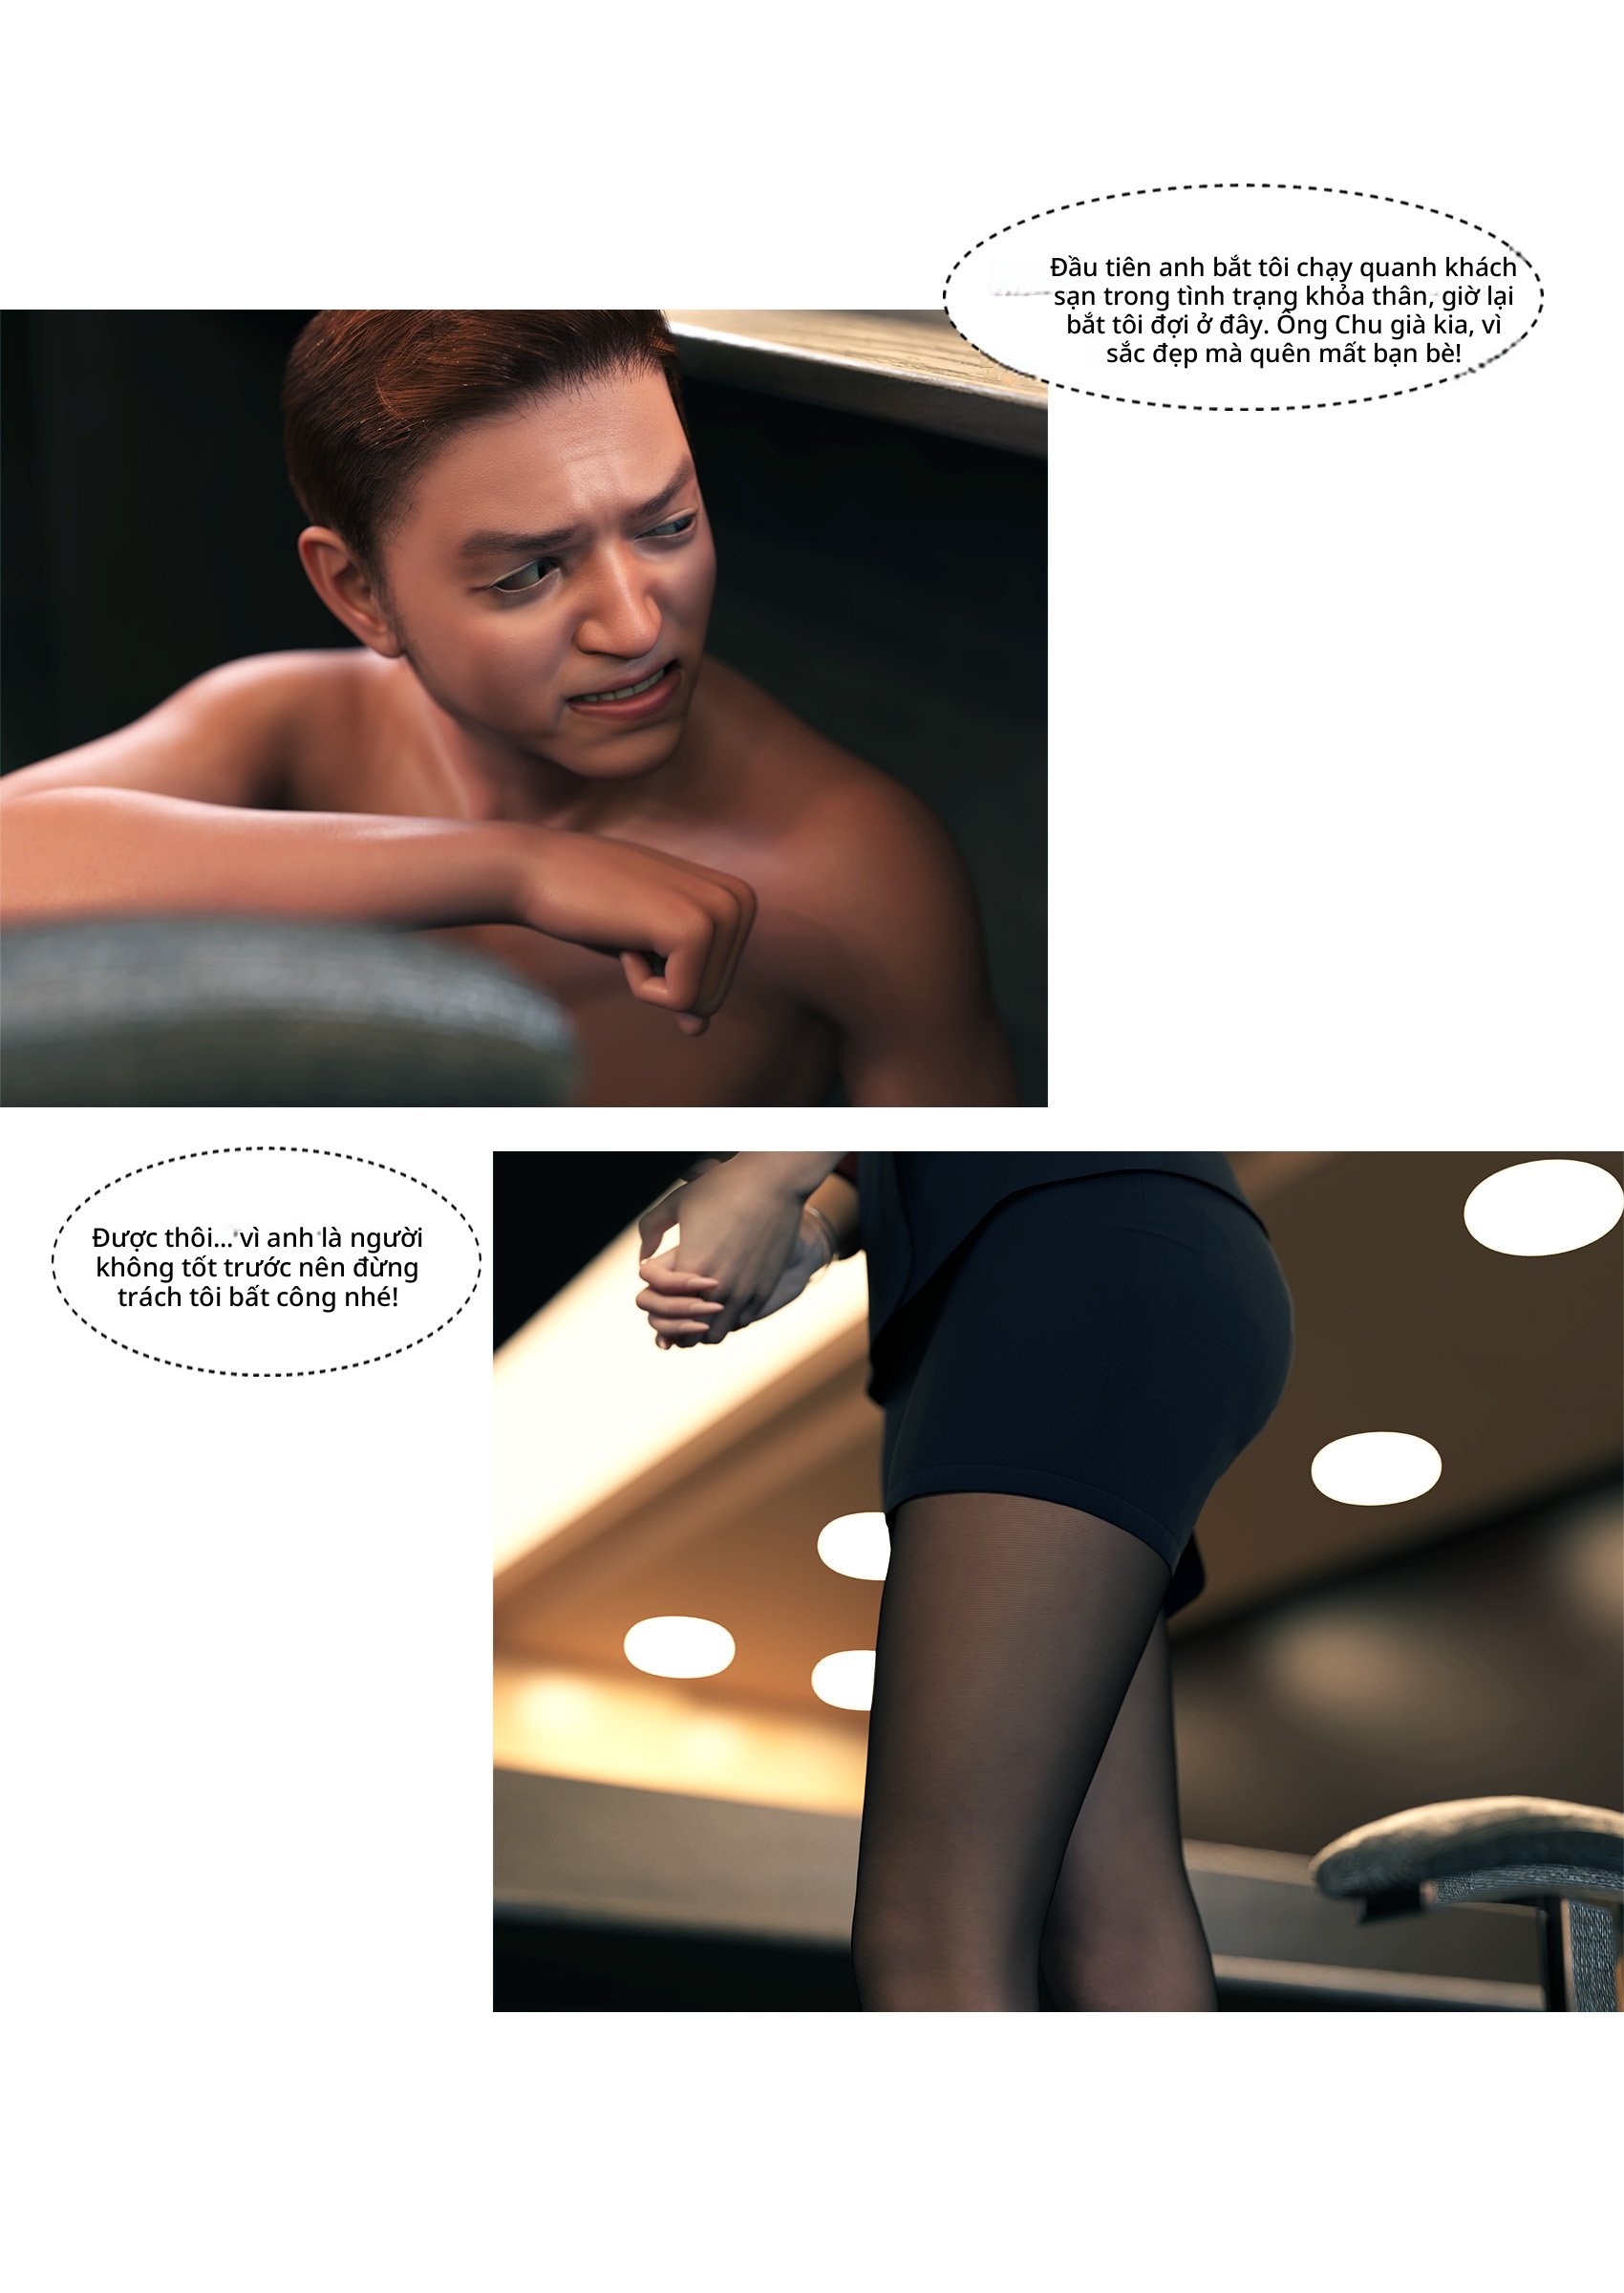 Đầu tiên anh bắt tôi chạy quanh khách
sạn trong tình trạng khỏa thân, giờ lại
bắt tôi đợi ở đây. Ông Chu già kia, vì
sắc đẹp mà quên mất bạn bè!
Được thôi... vì anh là người
không tốt trước nên đừng
trách tôi bất công nhé!